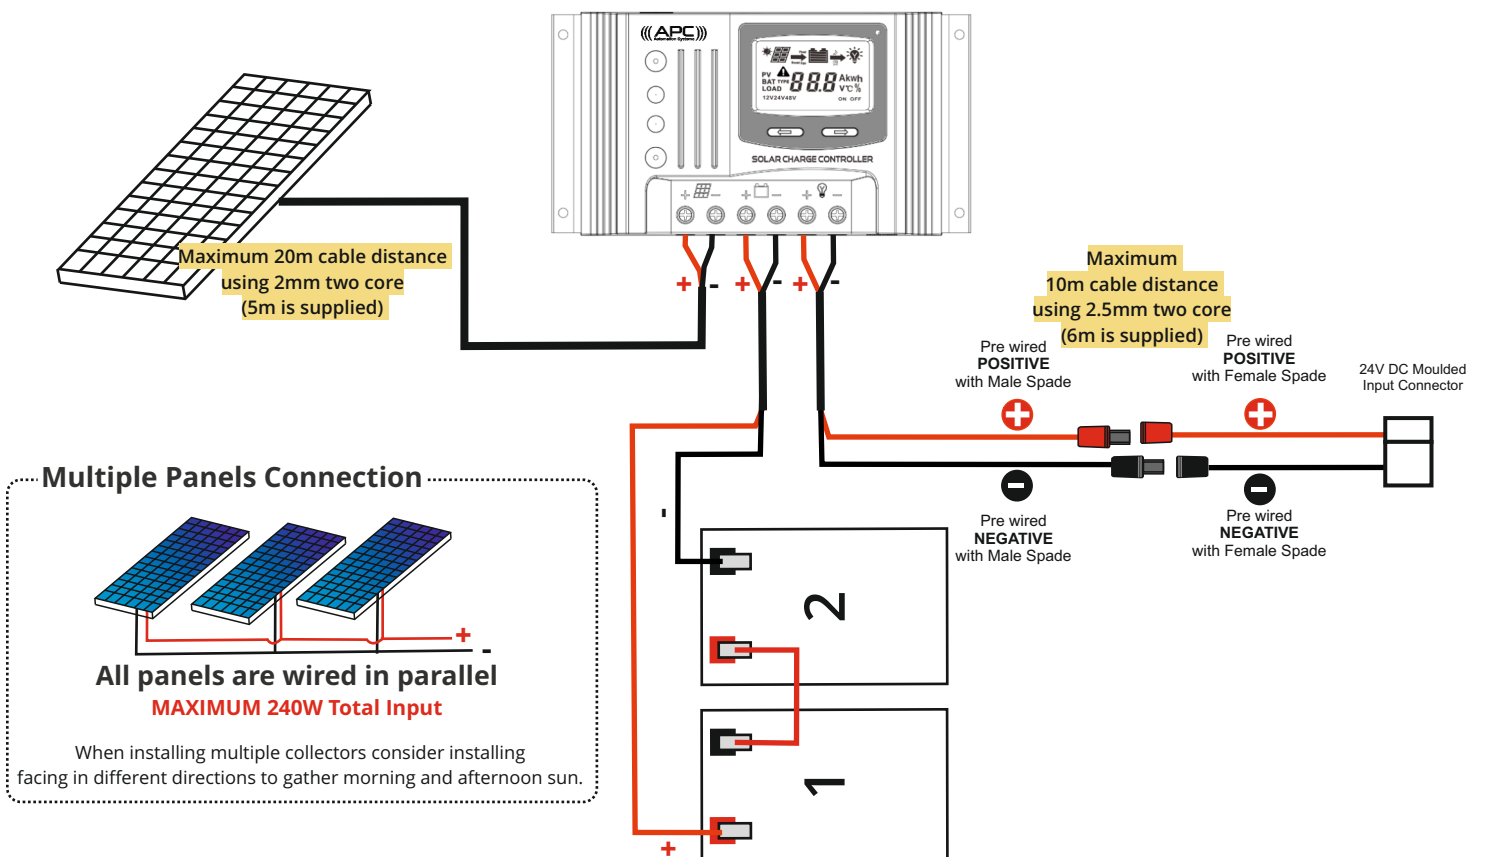 (((APC)))
Automation Systems
PV
BAT TYPE
LOAD
88.8
Akwh
V°C %
12V24V48V
ON OFF
SOLAR CHARGE CONTROLLER
+ - + - + -
+ - + - + -
Maximum 20m cable distance
using 2mm two core
(5m is supplied)
Maximum
10m cable distance
using 2.5mm two core
(6m is supplied)
Pre wired
POSITIVE
with Male Spade
Pre wired
POSITIVE
with Female Spade
24V DC Moulded
Input Connector
Pre wired
NEGATIVE
with Male Spade
Pre wired
NEGATIVE
with Female Spade
Multiple Panels Connection
+
-
All panels are wired in parallel
MAXIMUM 240W Total Input
When installing multiple collectors consider installing
facing in different directions to gather morning and afternoon sun.
-
2
1
+